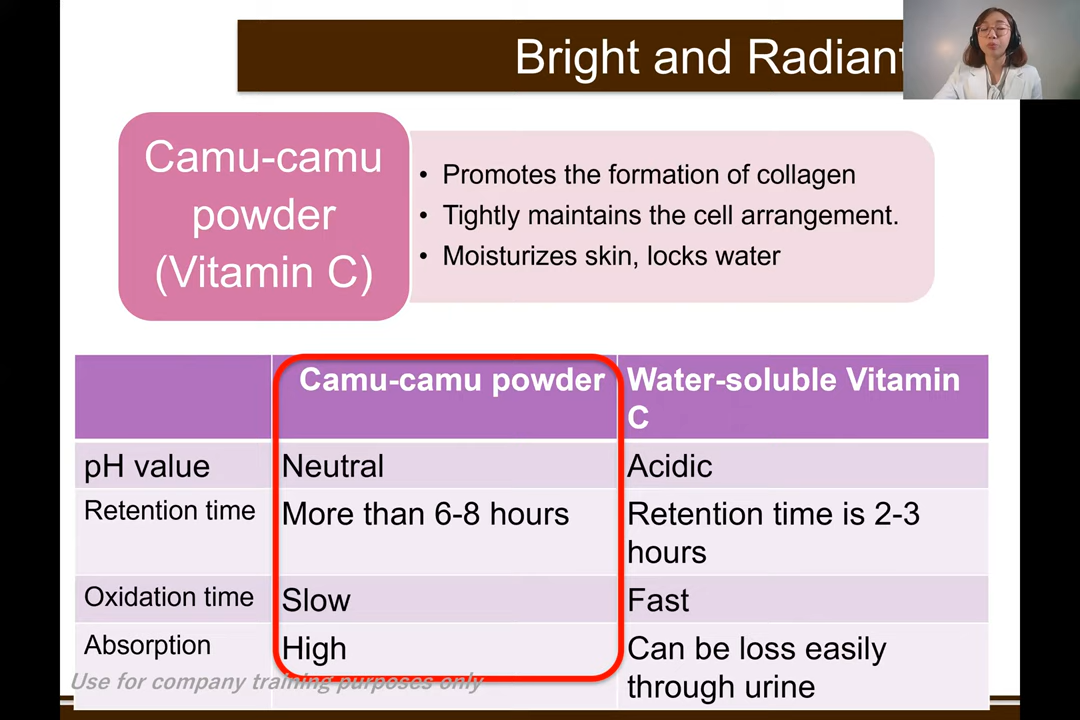 Bright and Radiant
Camu-camu
powder
(Vitamin C)
• Promotes the formation of collagen
• Tightly maintains the cell arrangement.
• Moisturizes skin, locks water
Camu-camu powder
Water-soluble Vitamin
C
pH value
Neutral
Acidic
Retention time
More than 6-8 hours
Retention time is 2-3
hours
Oxidation time
Slow
Fast
Absorption
High
Can be loss easily
through urine
Use for company training purposes only